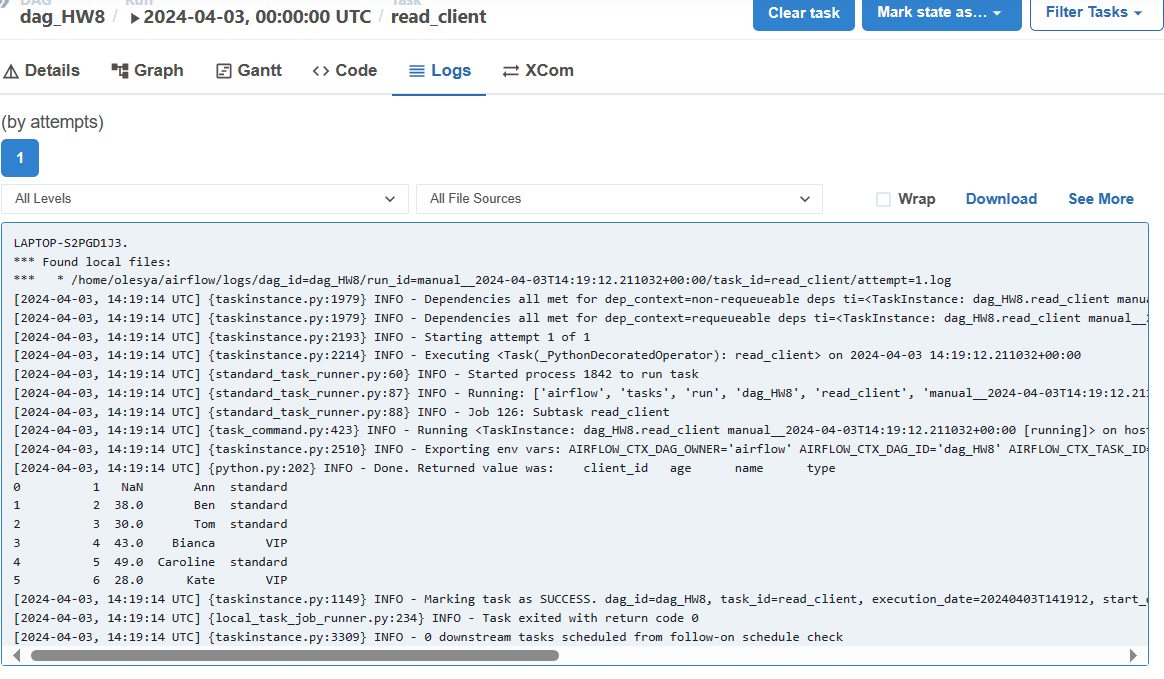 DAG Run Task
dag_HW8 / ▶ 2024-04-03, 00:00:00 UTC / read_client
Clear task Mark state as… Filter Tasks
Details Graph Gantt <> Code Logs XCom
(by attempts)
1
All Levels All File Sources Wrap Download See More
LAPTOP-S2PGD1J3.
*** Found local files:
***   * /home/olesya/airflow/logs/dag_id=dag_HW8/run_id=manual__2024-04-03T14:19:12.211032+00:00/task_id=read_client/attempt=1.log
[2024-04-03, 14:19:14 UTC] {taskinstance.py:1979} INFO - Dependencies all met for dep_context=non-requeueable deps ti=<TaskInstance: dag_HW8.read_client manua
[2024-04-03, 14:19:14 UTC] {taskinstance.py:1979} INFO - Dependencies all met for dep_context=requeueable deps ti=<TaskInstance: dag_HW8.read_client manual__2
[2024-04-03, 14:19:14 UTC] {taskinstance.py:2193} INFO - Starting attempt 1 of 1
[2024-04-03, 14:19:14 UTC] {taskinstance.py:2214} INFO - Executing <Task(_PythonDecoratedOperator): read_client> on 2024-04-03 14:19:12.211032+00:00
[2024-04-03, 14:19:14 UTC] {standard_task_runner.py:60} INFO - Started process 1842 to run task
[2024-04-03, 14:19:14 UTC] {standard_task_runner.py:87} INFO - Running: ['airflow', 'tasks', 'run', 'dag_HW8', 'read_client', 'manual__2024-04-03T14:19:12.211
[2024-04-03, 14:19:14 UTC] {standard_task_runner.py:88} INFO - Job 126: Subtask read_client
[2024-04-03, 14:19:14 UTC] {task_command.py:423} INFO - Running <TaskInstance: dag_HW8.read_client manual__2024-04-03T14:19:12.211032+00:00 [running]> on host
[2024-04-03, 14:19:14 UTC] {taskinstance.py:2510} INFO - Exporting env vars: AIRFLOW_CTX_DAG_OWNER='airflow' AIRFLOW_CTX_DAG_ID='dag_HW8' AIRFLOW_CTX_TASK_ID=
[2024-04-03, 14:19:14 UTC] {python.py:202} INFO - Done. Returned value was:    client_id   age      name      type
0          1   NaN       Ann  standard
1          2  38.0       Ben  standard
2          3  30.0       Tom  standard
3          4  43.0    Bianca       VIP
4          5  49.0  Caroline  standard
5          6  28.0      Kate       VIP
[2024-04-03, 14:19:14 UTC] {taskinstance.py:1149} INFO - Marking task as SUCCESS. dag_id=dag_HW8, task_id=read_client, execution_date=20240403T141912, start_d
[2024-04-03, 14:19:14 UTC] {local_task_job_runner.py:234} INFO - Task exited with return code 0
[2024-04-03, 14:19:14 UTC] {taskinstance.py:3309} INFO - 0 downstream tasks scheduled from follow-on schedule check